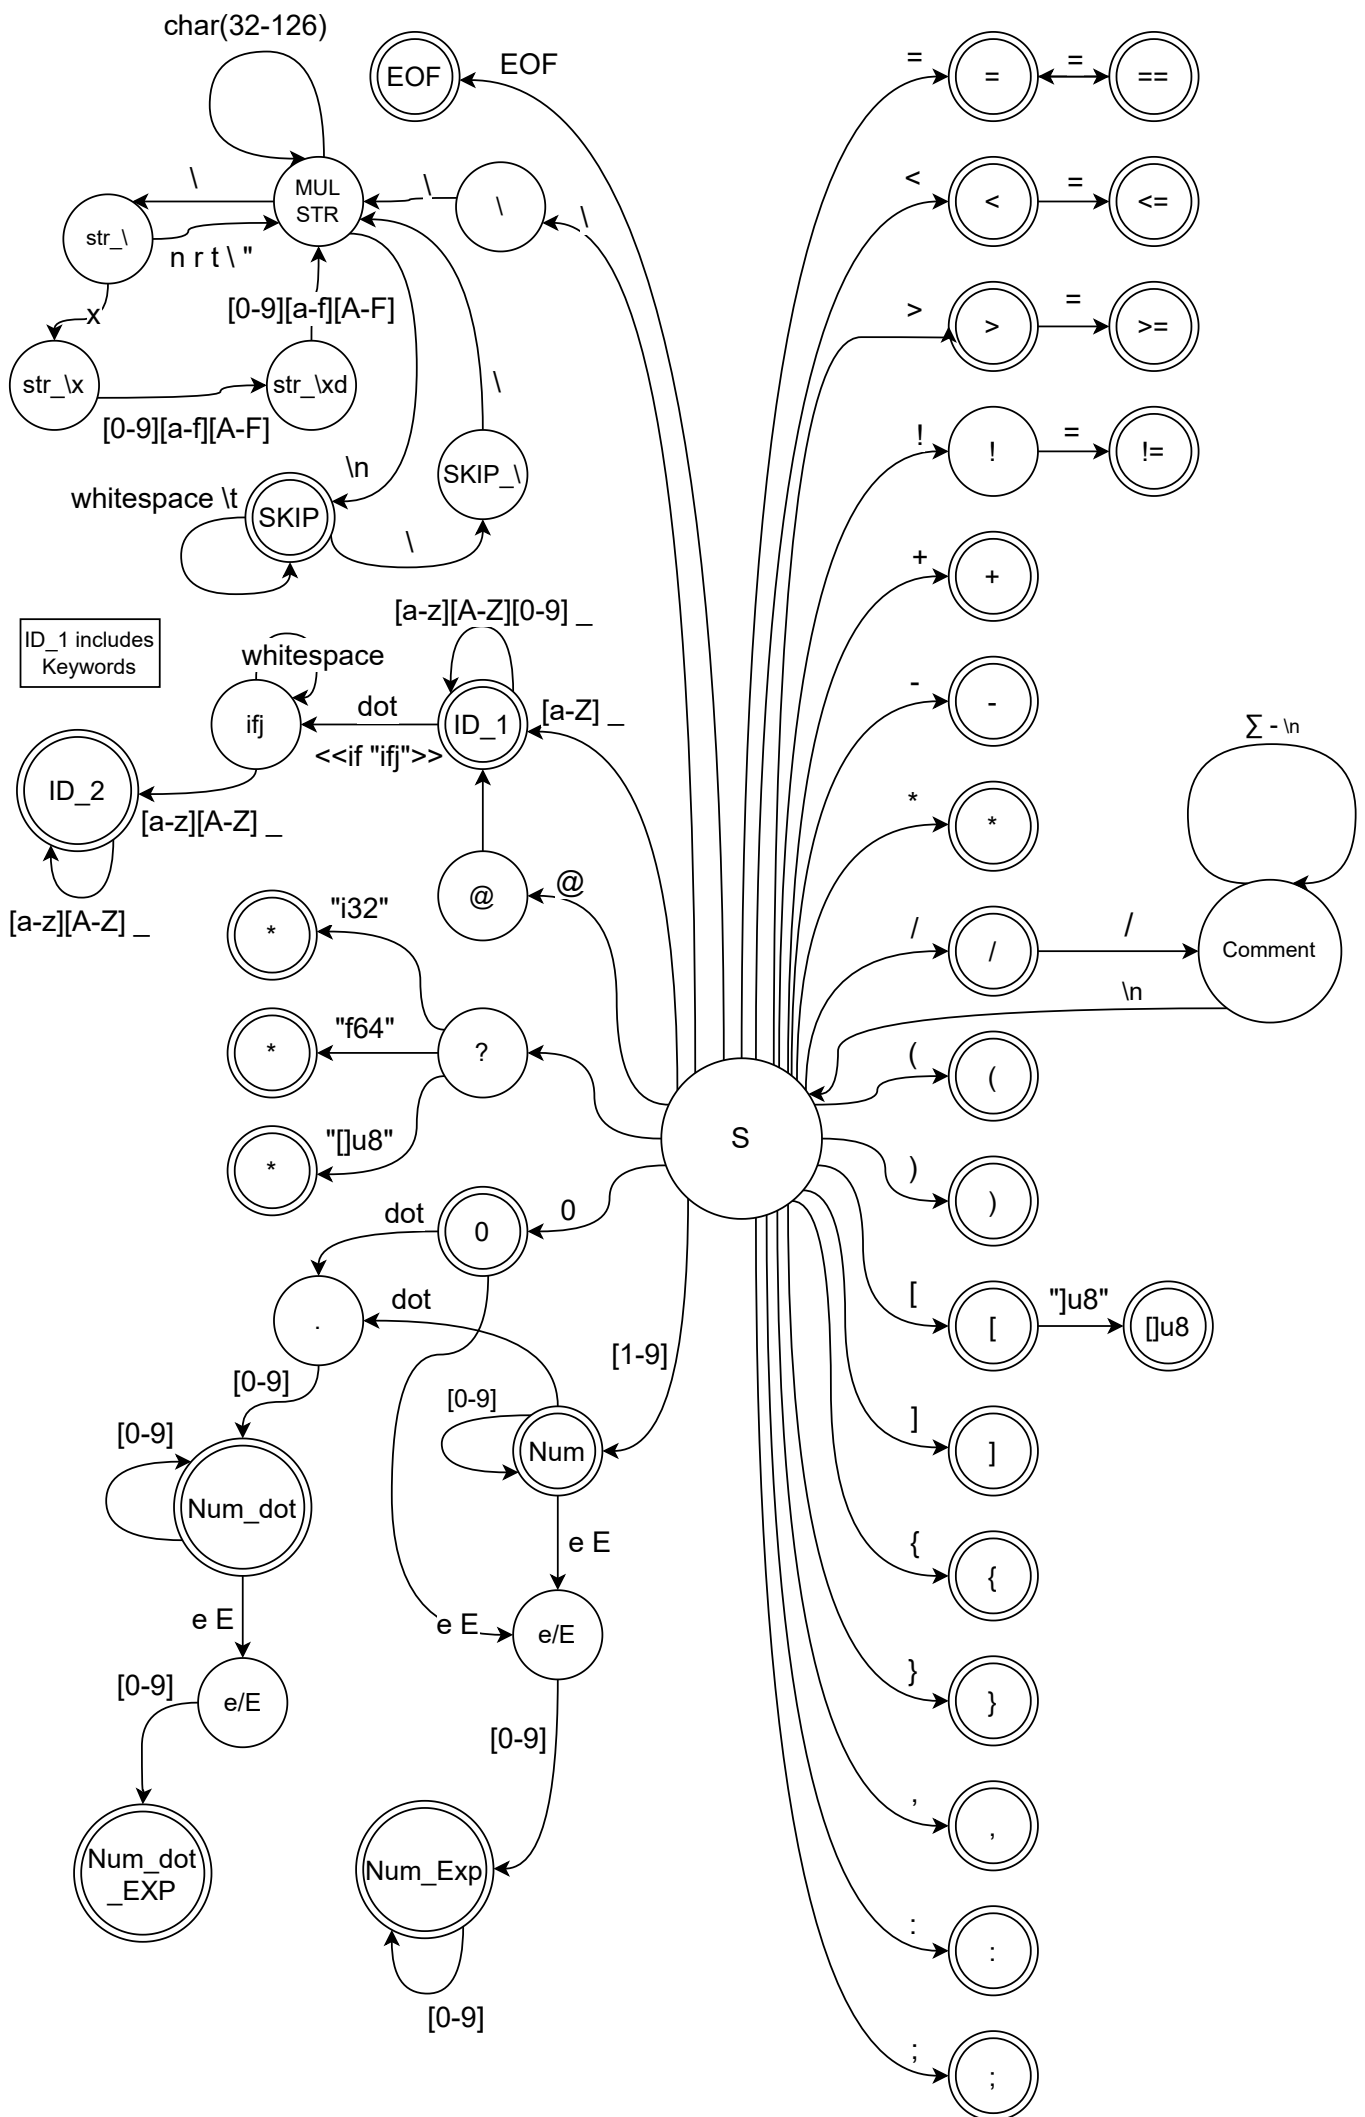 char(32-126)
EOF
EOF
=
=
=
==
\
MUL
STR
\
\
\
<
<
=
<=
str_\
n r t \ "
x
[0-9][a-f][A-F]
>
>
=
>=
str_\x
str_\xd
[0-9][a-f][A-F]
\
!
!
=
!=
\n
SKIP_\
whitespace \t
SKIP
\
+
+
[a-z][A-Z][0-9] _
ID_1 includes
Keywords
whitespace
ifj
dot
<<if "ifj">>
ID_1
[a-Z] _
-
-
∑ - \n
ID_2
[a-z][A-Z] _
*
*
[a-z][A-Z] _
@
@
"i32"
*
/
/
/
Comment
\n
"f64"
*
?
(
(
"[]u8"
*
S
)
)
dot
0
0
.
dot
[
[
"]u8"
[]u8
[1-9]
[0-9]
[0-9]
[0-9]
Num
]
]
Num_dot
e E
{
{
e E
e E
e/E
[0-9]
e/E
}
}
[0-9]
,
,
Num_dot
_EXP
Num_Exp
:
:
[0-9]
;
;